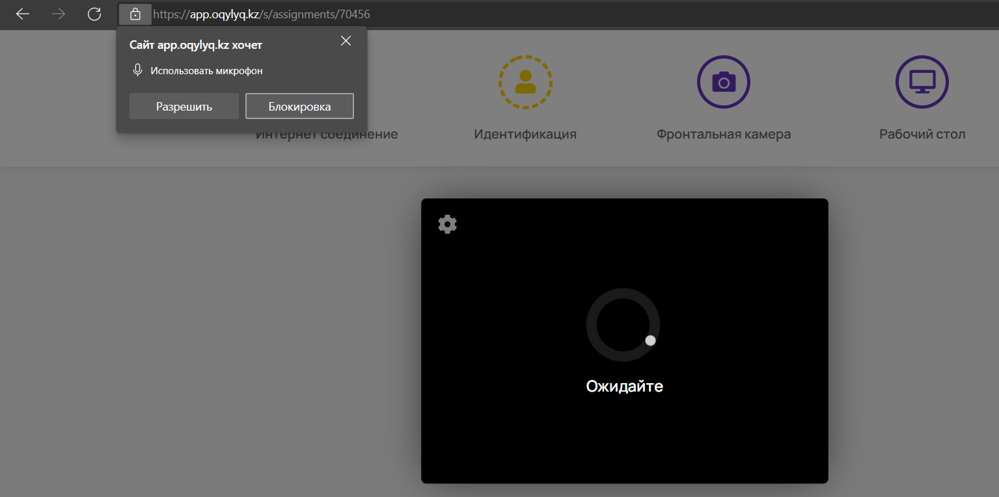 https://app.oqylyq.kz/s/assignments/70456
Сайт app.oqylyq.kz хочет
Использовать микрофон
Разрешить
Блокировка
Интернет соединение
Идентификация
Фронтальная камера
Рабочий стол
Ожидайте